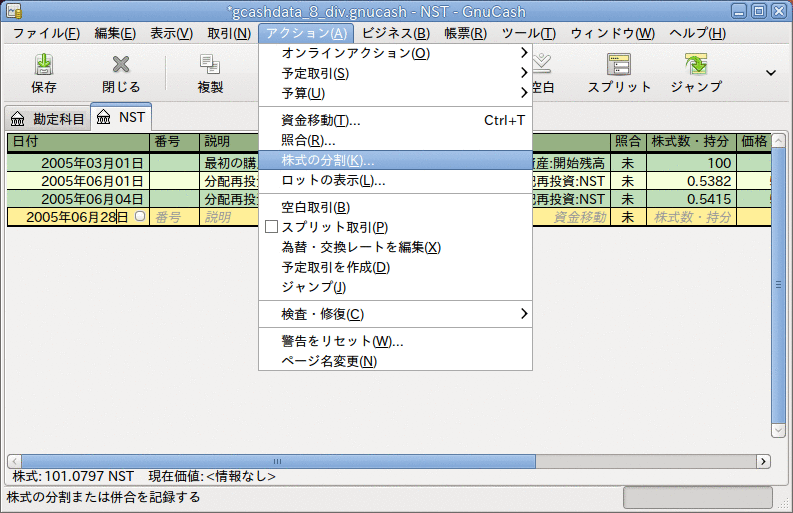 *gcashdata_8_div.gnucash - NST - GnuCash
ファイル(F) 編集(E) 表示(V) 取引(N) アクション(A) ビジネス(B) 帳票(R) ツール(T) ウィンドウ(W) ヘルプ(H)
保存 閉じる 複製 空白 スプリット ジャンプ
勘定科目 NST
日付 番号 説明 照合 株式数・持分 価格
2005年03月01日 最初の購 資産:開始残高 未 100
2005年06月01日 分配再投資 配再投資:NST 未 0.5382
2005年06月04日 分配再投資 配再投資:NST 未 0.5415
2005年06月28日 番号 説明 資金移動 未 株式数・持分
オンラインアクション(O)
予定取引(S)
予算(U)
資金移動(T)... Ctrl+T
照合(R)...
株式の分割(K)...
ロットの表示(L)...
空白取引(B)
スプリット取引(P)
為替・交換レートを編集(X)
予定取引を作成(D)
ジャンプ(J)
検査・修復(C)
警告をリセット(W)...
ページ名変更(N)
株式: 101.0797 NST 現在価値: <情報なし>
株式の分割または併合を記録する